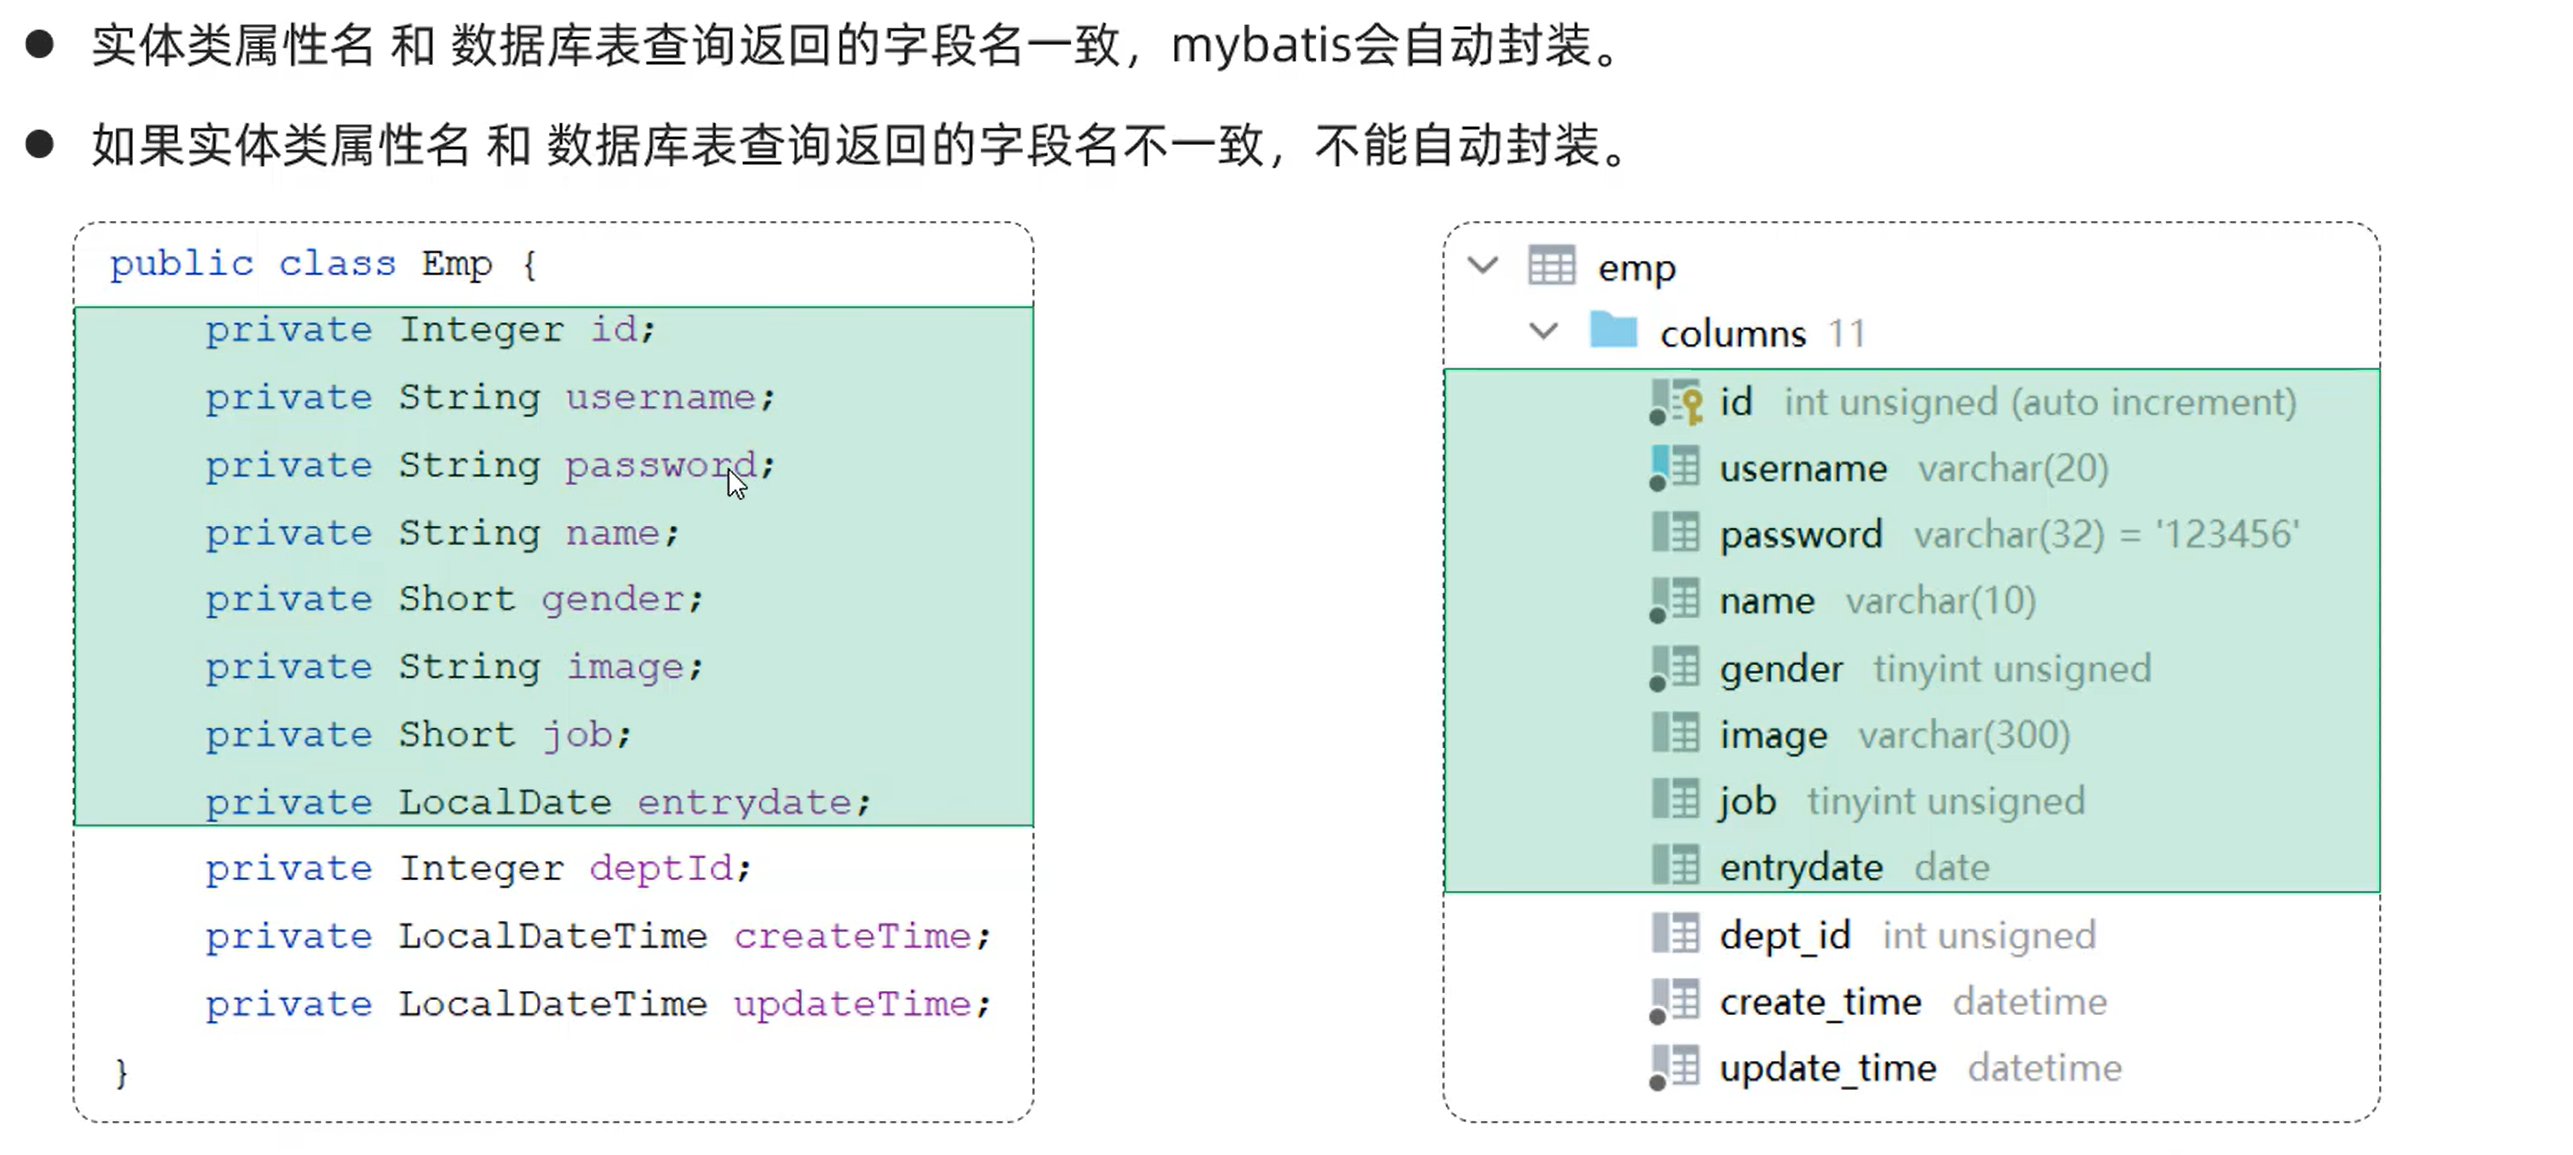 实体类属性名 和 数据库表查询返回的字段名一致，mybatis会自动封装。
如果实体类属性名 和 数据库表查询返回的字段名不一致，不能自动封装。
public class Emp {
private Integer id;
private String username;
private String password;
private String name;
private Short gender;
private String image;
private Short job;
private LocalDate entrydate;
private Integer deptId;
private LocalDateTime createTime;
private LocalDateTime updateTime;
}
emp
columns 11
id int unsigned (auto increment)
username varchar(20)
password varchar(32) = '123456'
name varchar(10)
gender tinyint unsigned
image varchar(300)
job tinyint unsigned
entrydate date
dept_id int unsigned
create_time datetime
update_time datetime